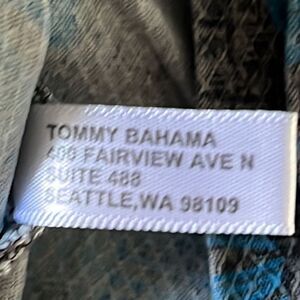 TOMMY BAHAMA
400 FAIRVIEW AVE N
SUITE 488
SEATTLE,WA 98109